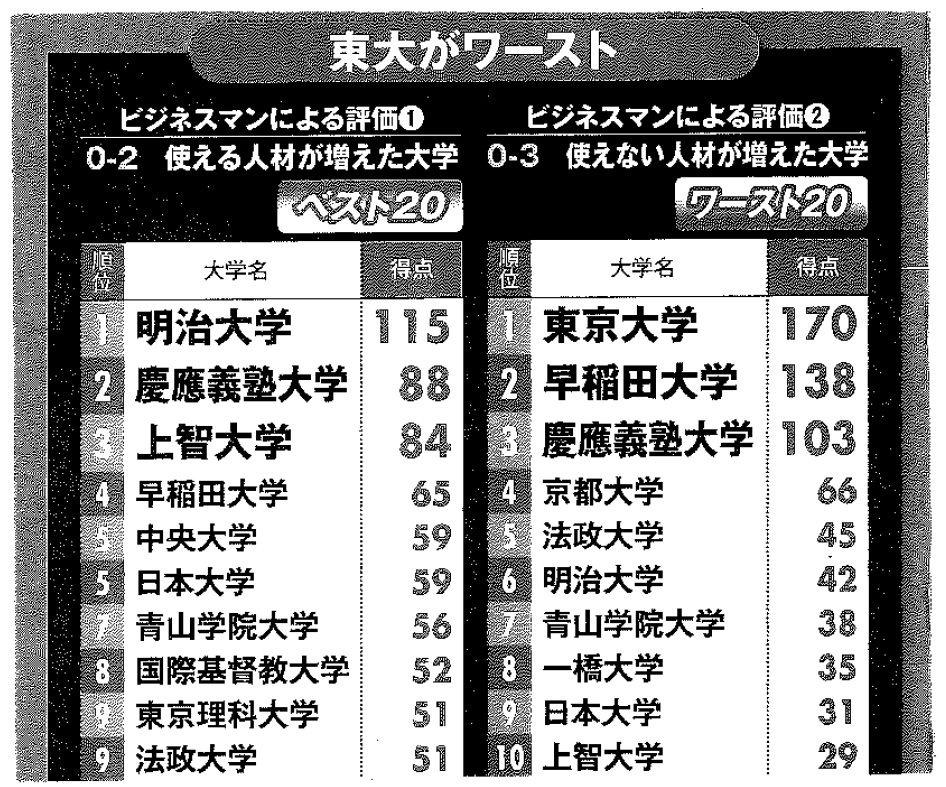 東大がワースト
ビジネスマンによる評価❶
0-2 使える人材が増えた大学
ベスト20
順位 大学名 得点
1 明治大学 115
2 慶應義塾大学 88
3 上智大学 84
4 早稲田大学 65
5 中央大学 59
5 日本大学 59
7 青山学院大学 56
8 国際基督教大学 52
9 東京理科大学 51
9 法政大学 51
ビジネスマンによる評価❷
0-3 使えない人材が増えた大学
ワースト20
順位 大学名 得点
1 東京大学 170
2 早稲田大学 138
3 慶應義塾大学 103
4 京都大学 66
5 法政大学 45
6 明治大学 42
7 青山学院大学 38
8 一橋大学 35
9 日本大学 31
10 上智大学 29